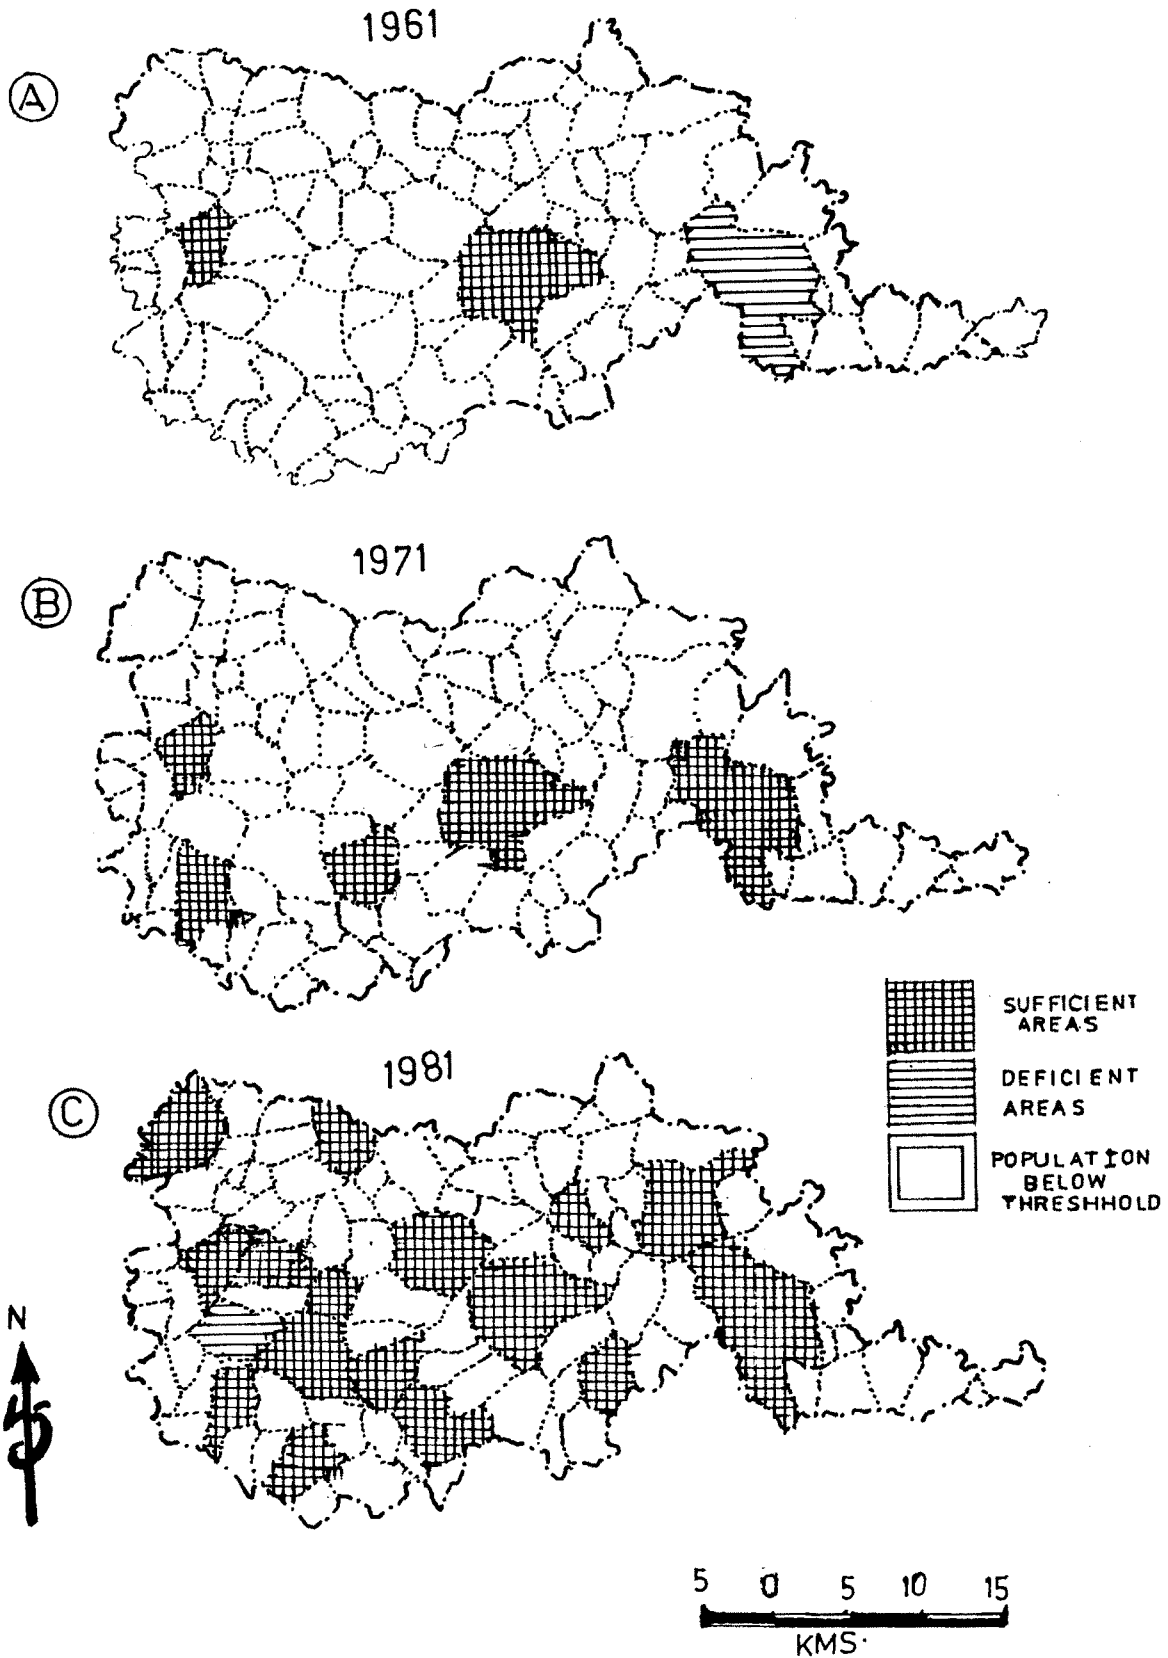 1961
A
1971
B
SUFFICIENT
AREAS
1981
C
DEFICIENT
AREAS
POPULATION
BELOW
THRESHHOLD
N
5 0 5 10 15
KMS.